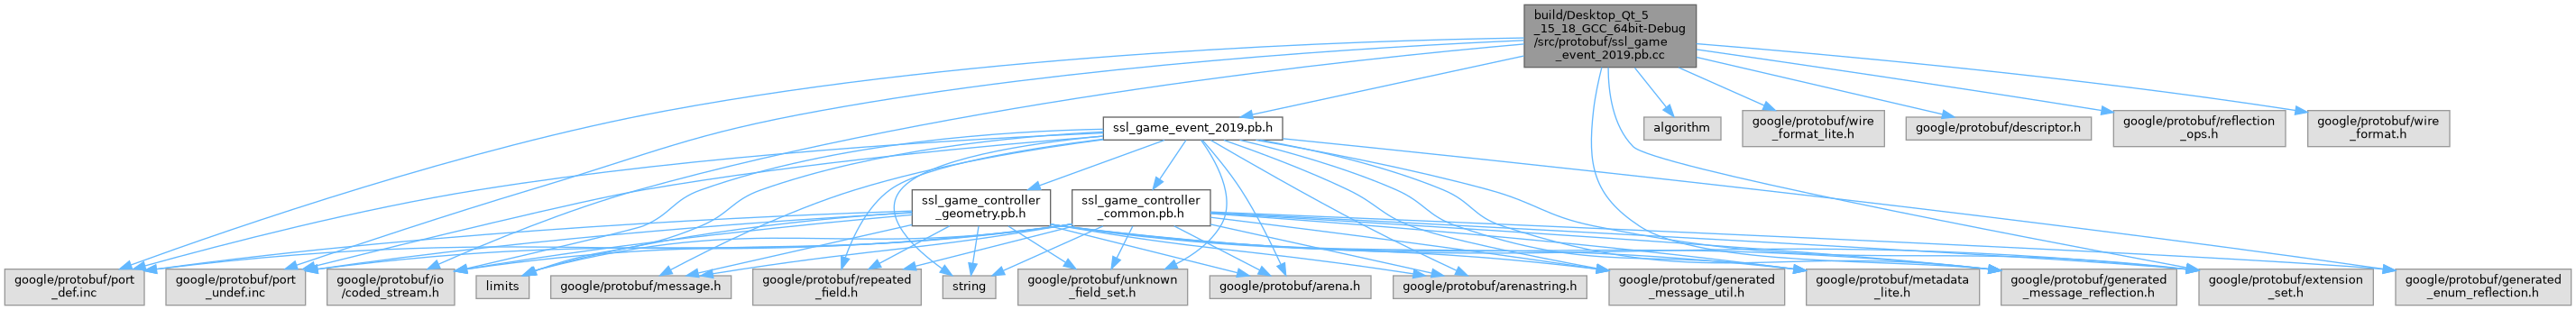 build/Desktop_Qt_5
_15_18_GCC_64bit-Debug
/src/protobuf/ssl_game
_event_2019.pb.cc
ssl_game_event_2019.pb.h
algorithm
google/protobuf/wire
_format_lite.h
google/protobuf/descriptor.h
google/protobuf/reflection
_ops.h
google/protobuf/wire
_format.h
ssl_game_controller
_geometry.pb.h
ssl_game_controller
_common.pb.h
google/protobuf/port
_def.inc
google/protobuf/port
_undef.inc
google/protobuf/io
/coded_stream.h
limits
google/protobuf/message.h
google/protobuf/repeated
_field.h
string
google/protobuf/unknown
_field_set.h
google/protobuf/arena.h
google/protobuf/arenastring.h
google/protobuf/generated
_message_util.h
google/protobuf/metadata
_lite.h
google/protobuf/generated
_message_reflection.h
google/protobuf/extension
_set.h
google/protobuf/generated
_enum_reflection.h